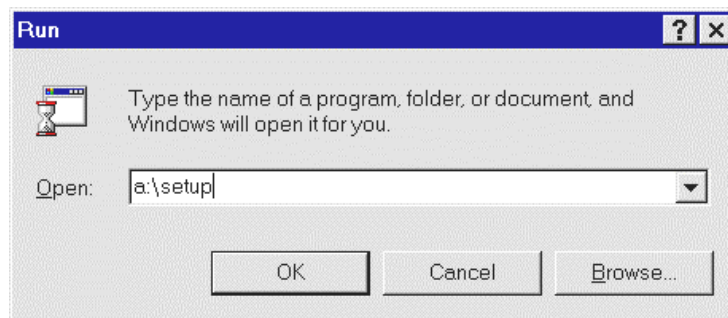 Run
Type the name of a program, folder, or document, and
Windows will open it for you.
Open: a:\setup
OK Cancel Browse...